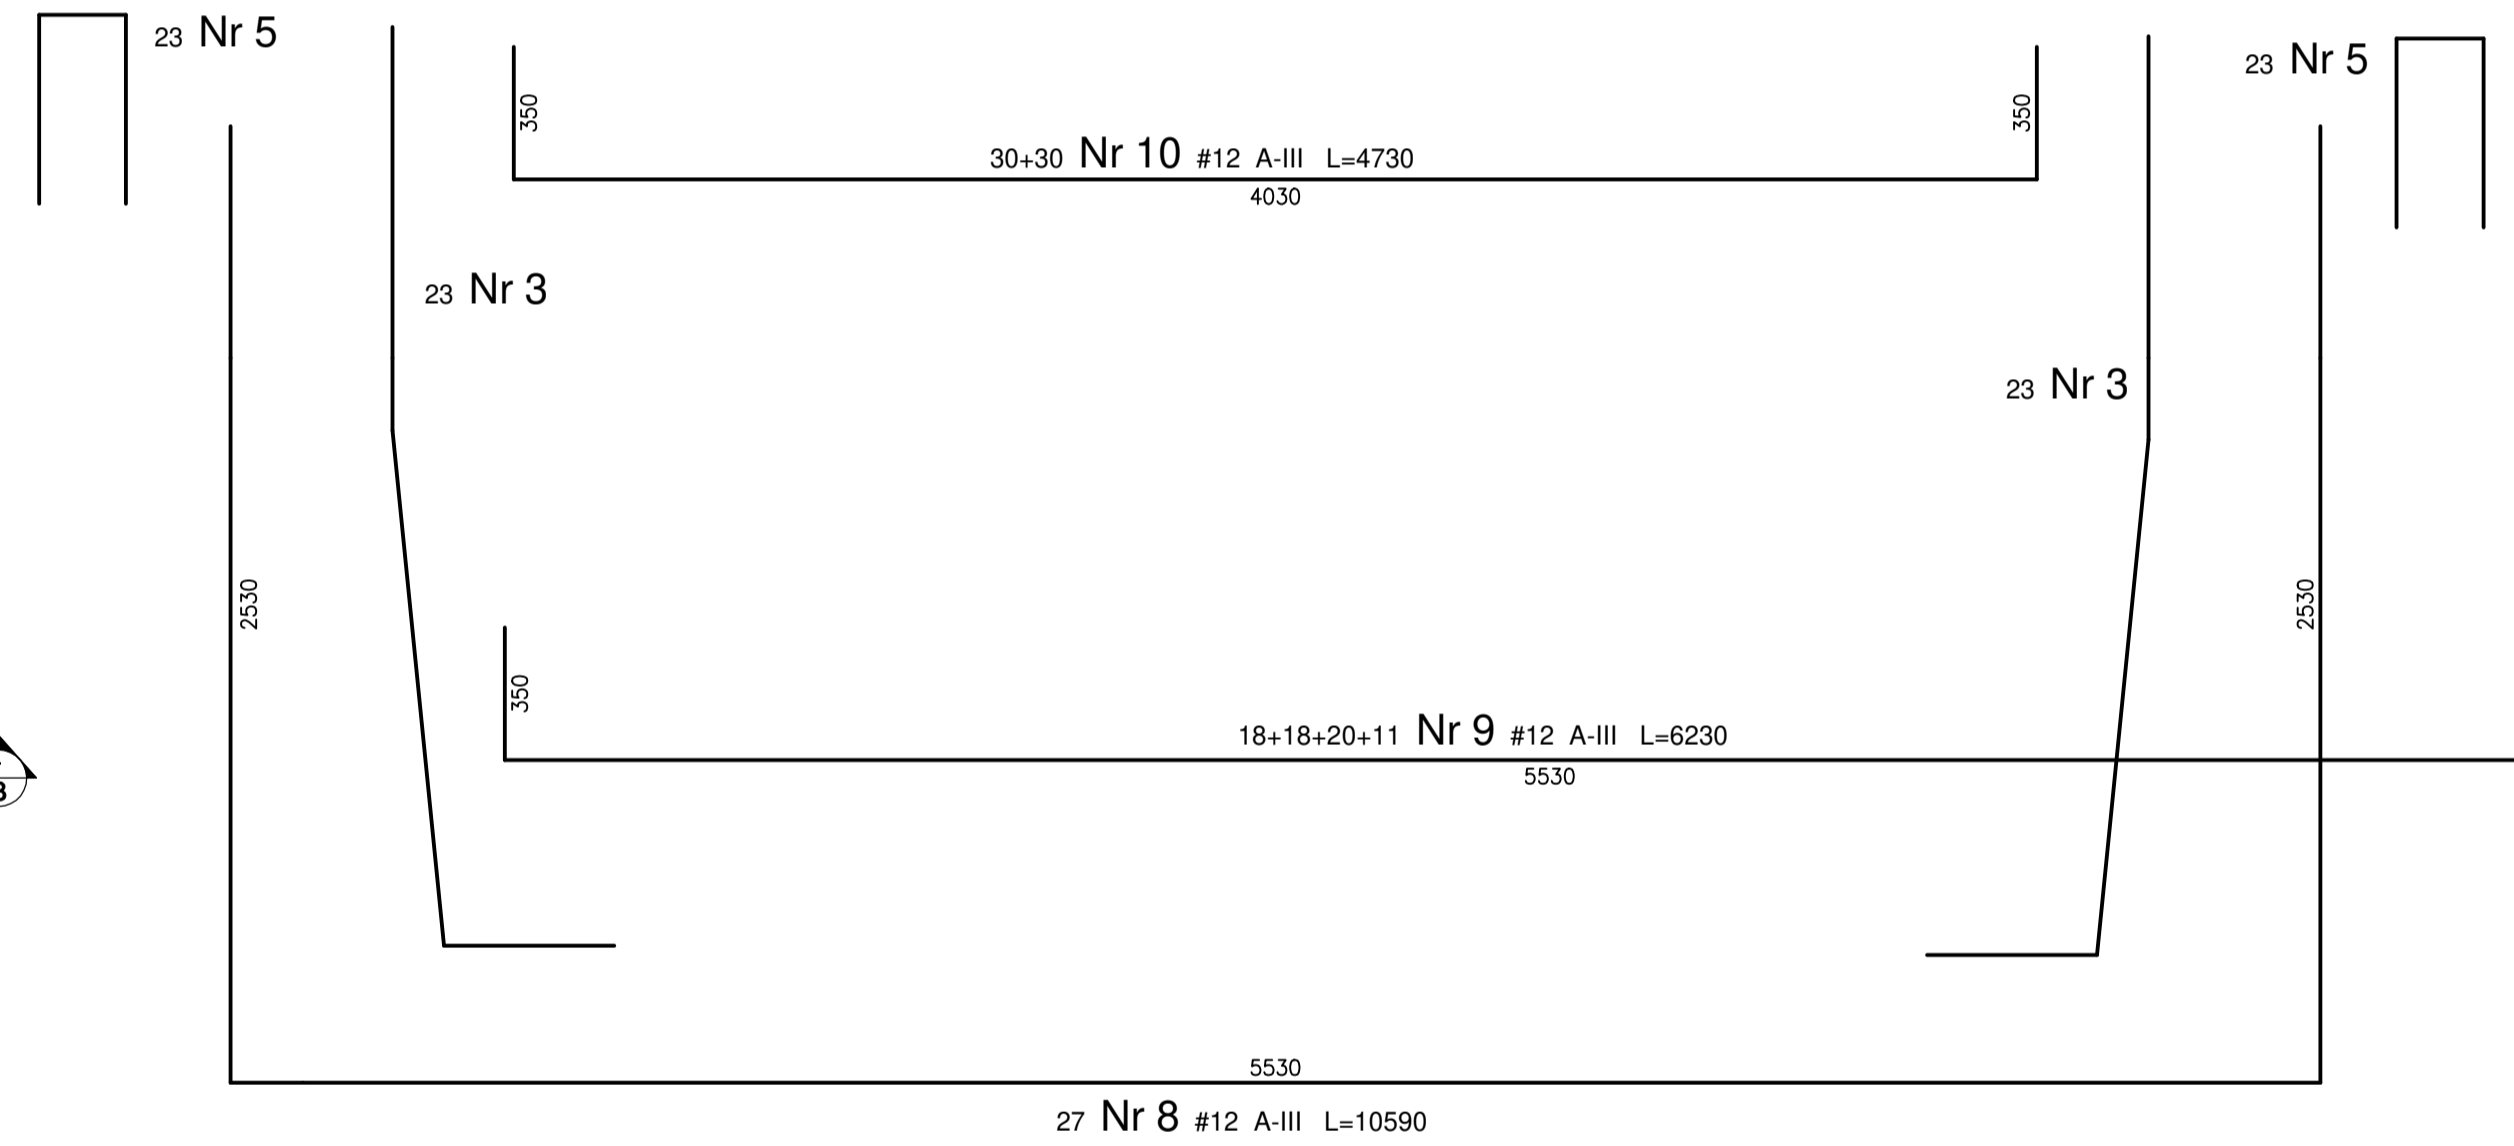 23 Nr 5
23 Nr 5
350
350
30+30 Nr 10 #12 A-III L=4730
4030
23 Nr 3
23 Nr 3
2530
2530
350
18+18+20+11 Nr 9 #12 A-III L=6230
5530
5530
27 Nr 8 #12 A-III L=10590